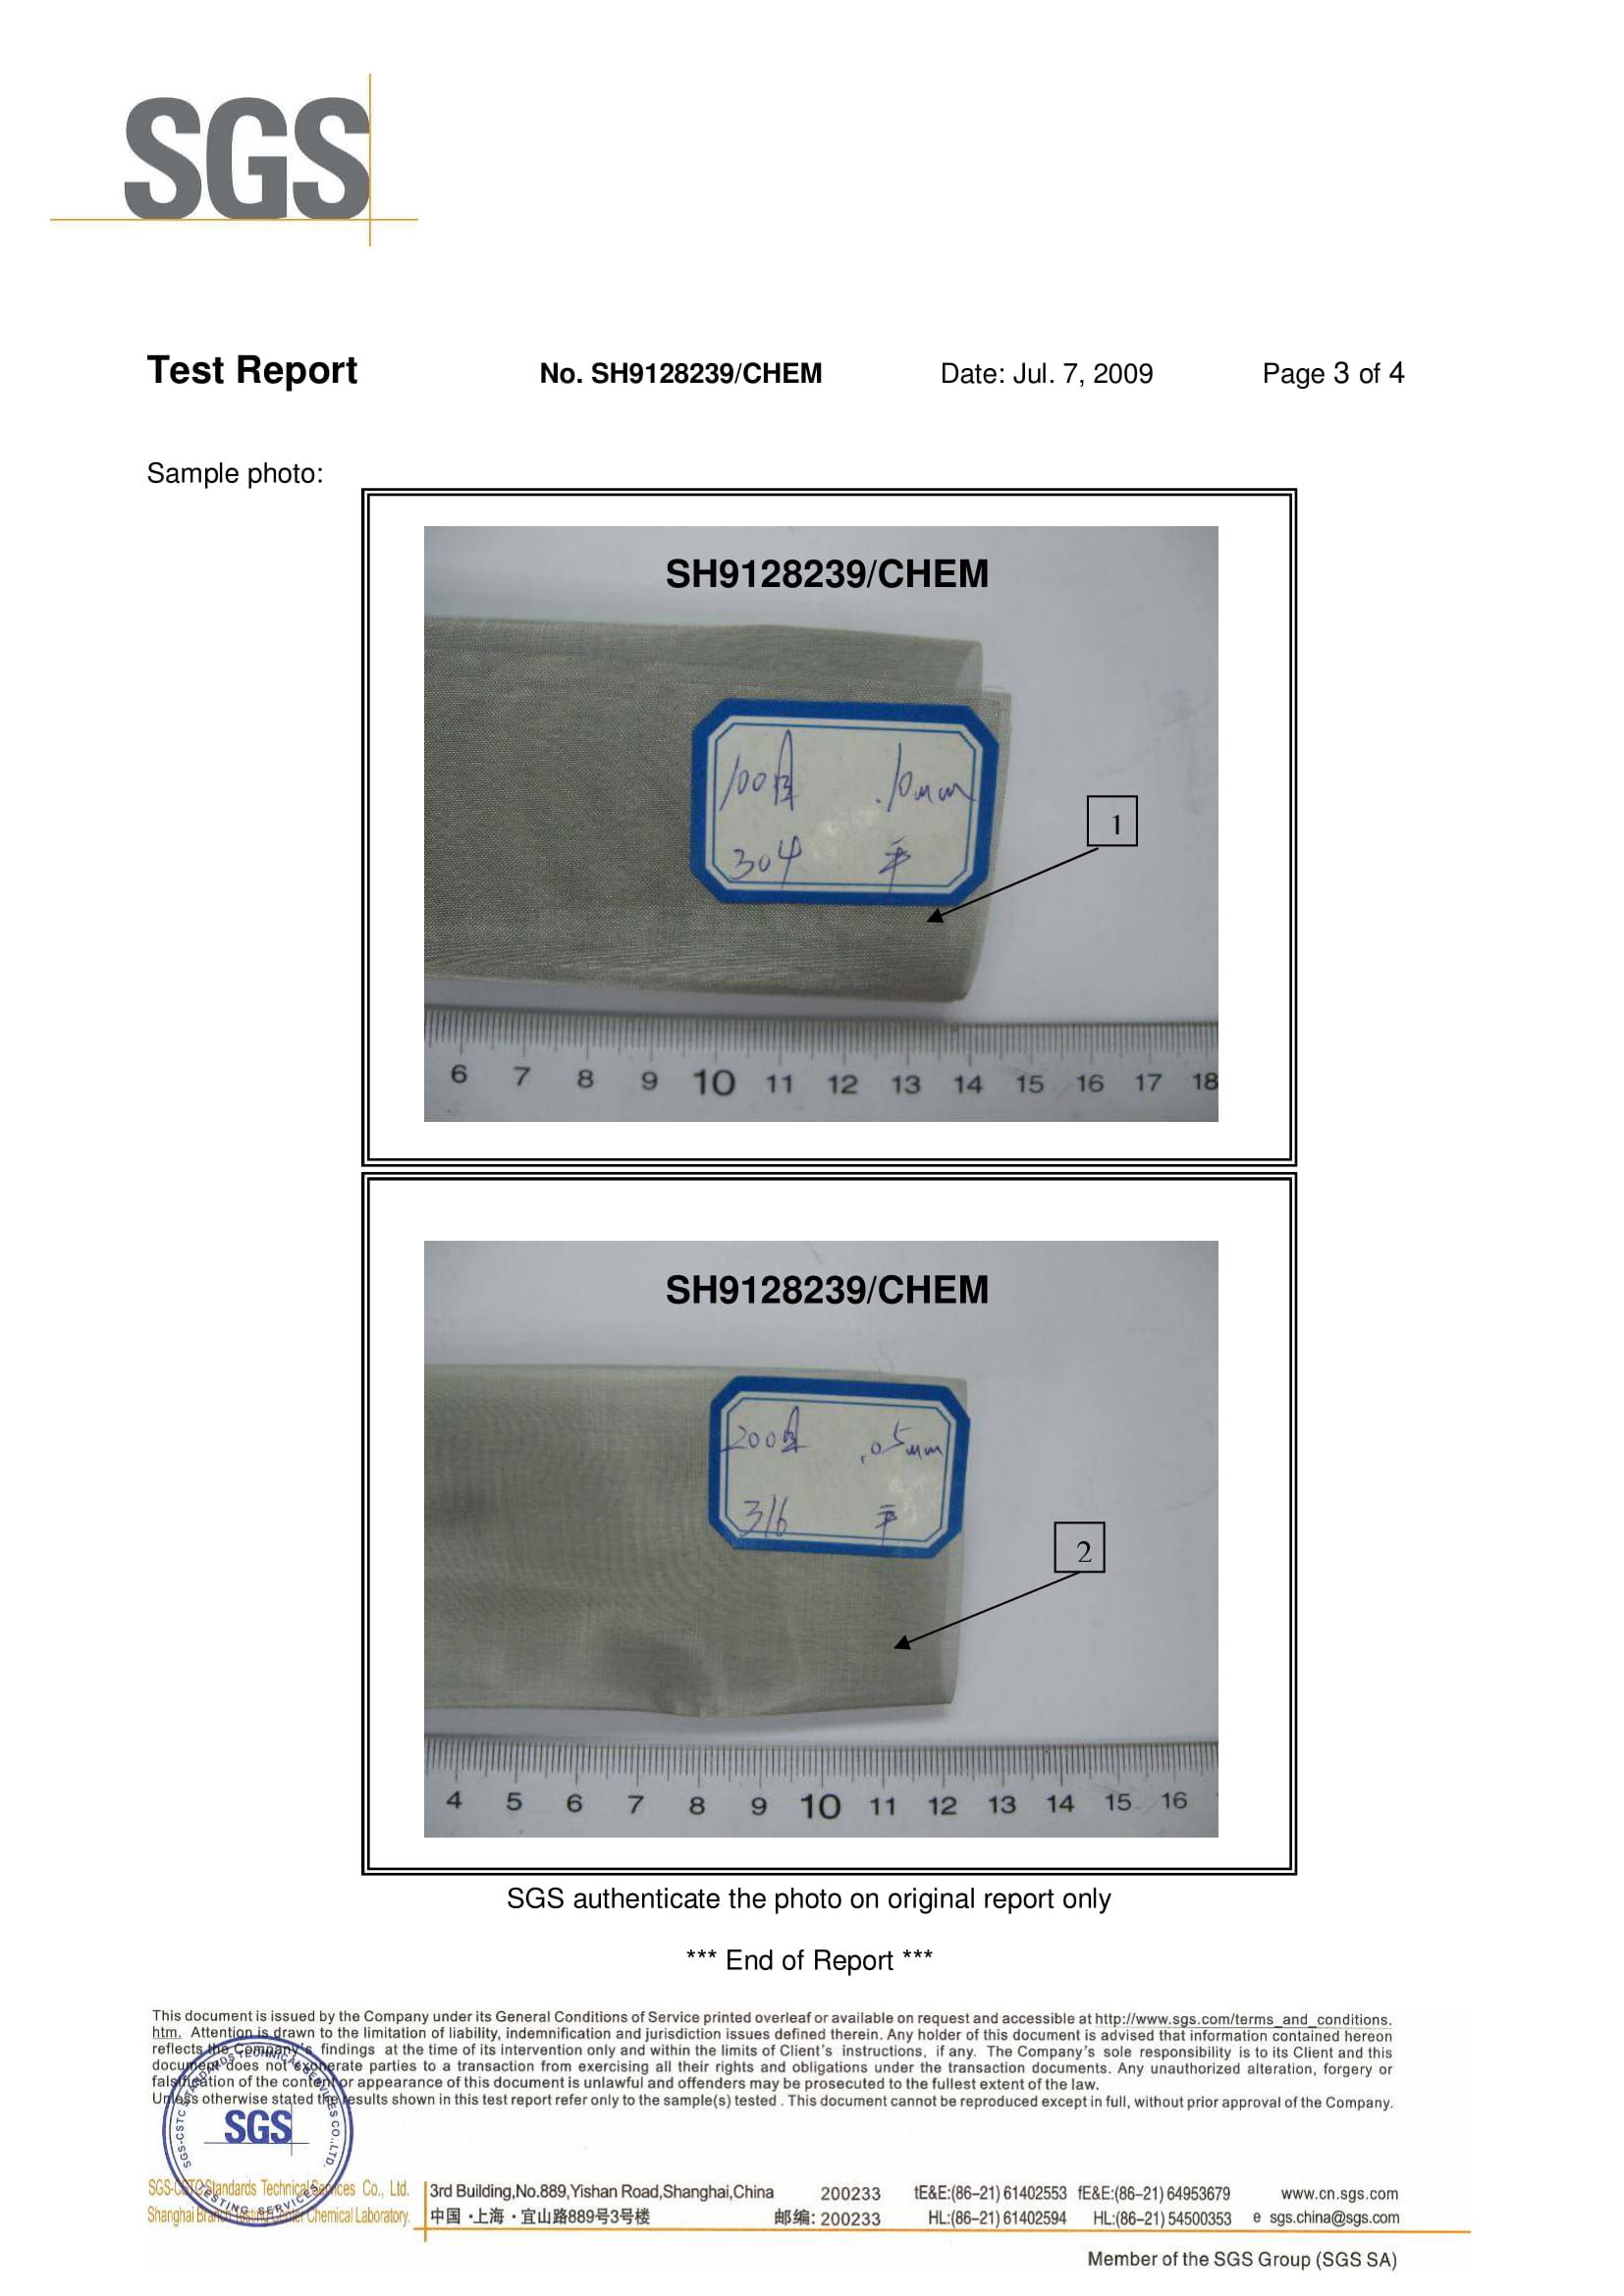 SGS
Test Report No. SH9128239/CHEM Date: Jul. 7, 2009 Page 3 of 4
Sample photo:
SH9128239/CHEM
100目 .10mm
304 平
1
6 7 8 9 10 11 12 13 14 15 16 17 18
SH9128239/CHEM
200目 .05mm
316 平
2
4 5 6 7 8 9 10 11 12 13 14 15 16
SGS authenticate the photo on original report only
*** End of Report ***
This document is issued by the Company under its General Conditions of Service printed overleaf or available on request and accessible at http://www.sgs.com/terms_and_conditions.
htm. Attention is drawn to the limitation of liability, indemnification and jurisdiction issues defined therein. Any holder of this document is advised that information contained hereon
reflects the Company's findings at the time of its intervention only and within the limits of Client's instructions, if any. The Company's sole responsibility is to its Client and this
document does not exonerate parties to a transaction from exercising all their rights and obligations under the transaction documents. Any unauthorized alteration, forgery or
falsification of the content or appearance of this document is unlawful and offenders may be prosecuted to the fullest extent of the law.
Unless otherwise stated the results shown in this test report refer only to the sample(s) tested . This document cannot be reproduced except in full, without prior approval of the Company.
SGS-CSTC STANDARDS TECHNICAL SERVICES CO.,LTD.
SGS
TESTING SERVICES
SGS-CSTC Standards Technical Services Co., Ltd. 3rd Building,No.889,Yishan Road,Shanghai,China 200233 tE&E:(86–21) 61402553 fE&E:(86–21) 64953679 www.cn.sgs.com
Shanghai Branch Testing Center Chemical Laboratory. 中国・上海・宜山路889号3号楼 邮编: 200233 HL:(86–21) 61402594 HL:(86–21) 54500353 e sgs.china@sgs.com
Member of the SGS Group (SGS SA)